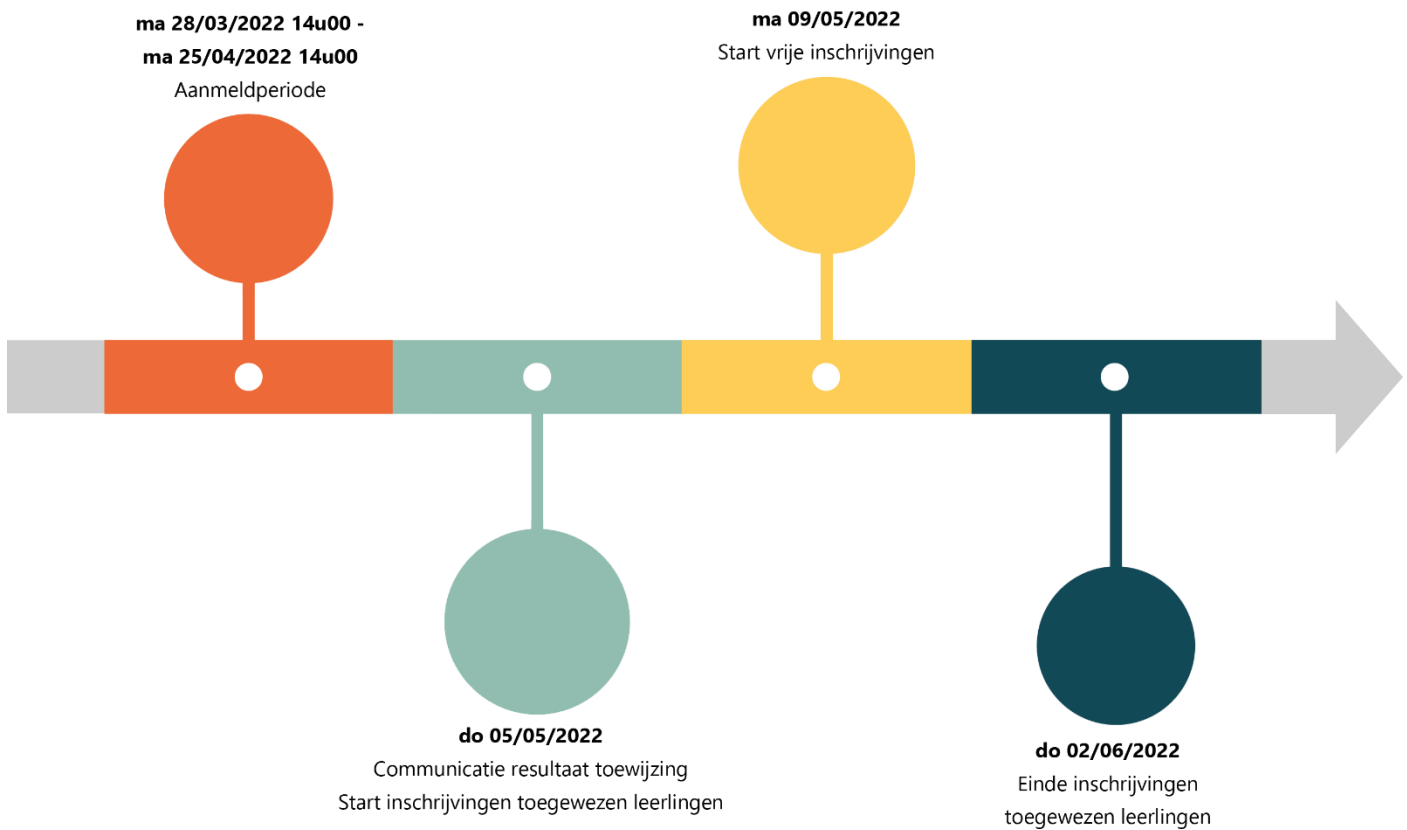 ma 28/03/2022 14u00 -
ma 25/04/2022 14u00
Aanmeldperiode
do 05/05/2022
Communicatie resultaat toewijzing
Start inschrijvingen toegewezen leerlingen
ma 09/05/2022
Start vrije inschrijvingen
do 02/06/2022
Einde inschrijvingen
toegewezen leerlingen